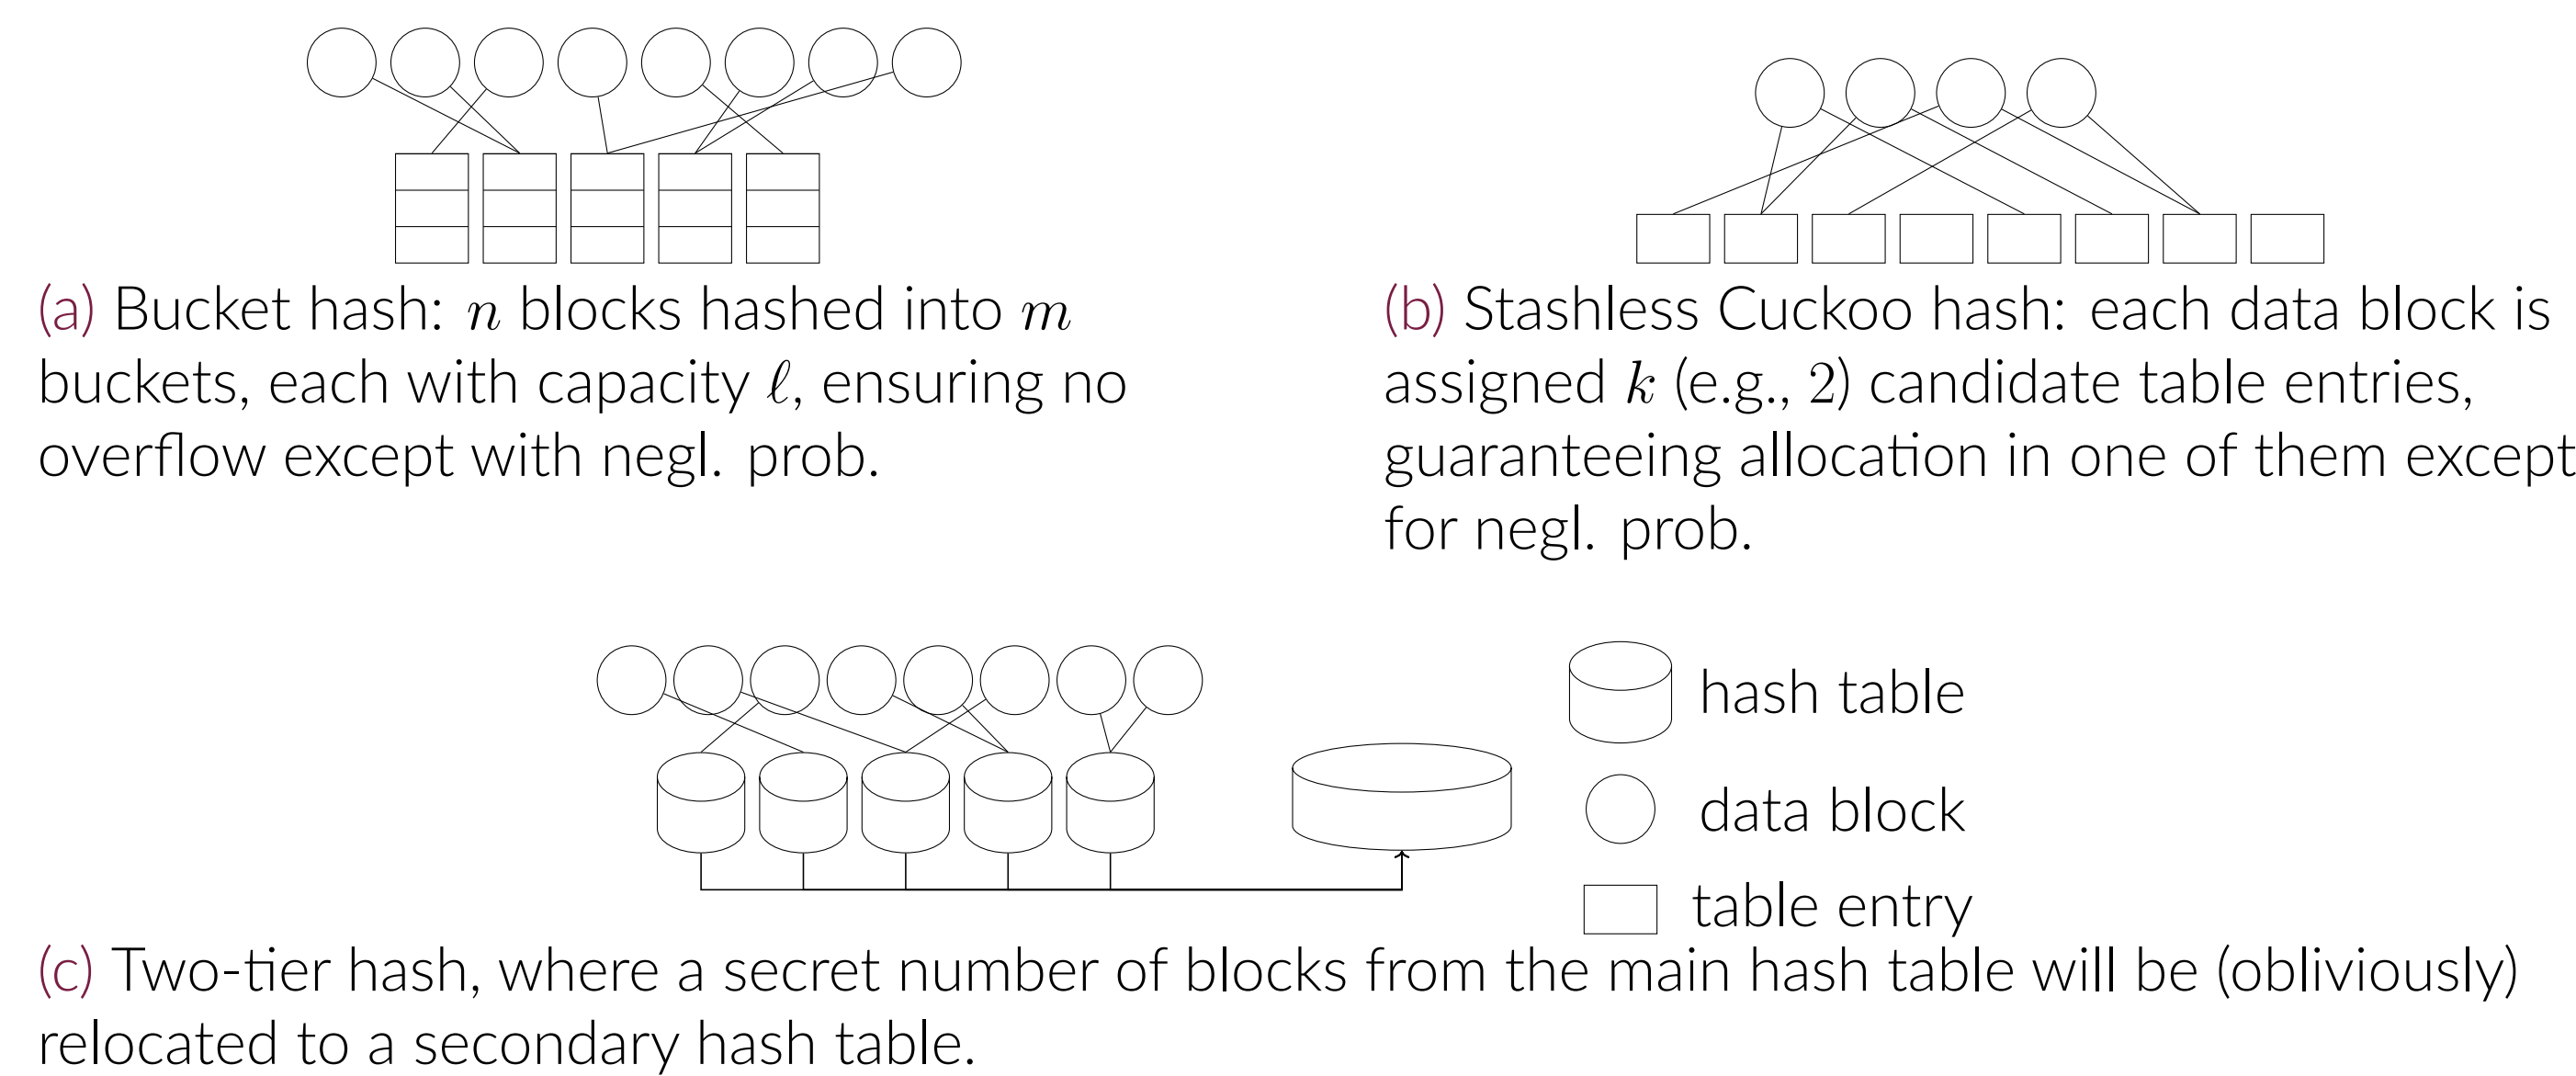 (a) Bucket hash: n blocks hashed into m
buckets, each with capacity ℓ, ensuring no
overflow except with negl. prob.
(b) Stashless Cuckoo hash: each data block is
assigned k (e.g., 2) candidate table entries,
guaranteeing allocation in one of them except
for negl. prob.
hash table
data block
table entry
(c) Two-tier hash, where a secret number of blocks from the main hash table will be (obliviously)
relocated to a secondary hash table.